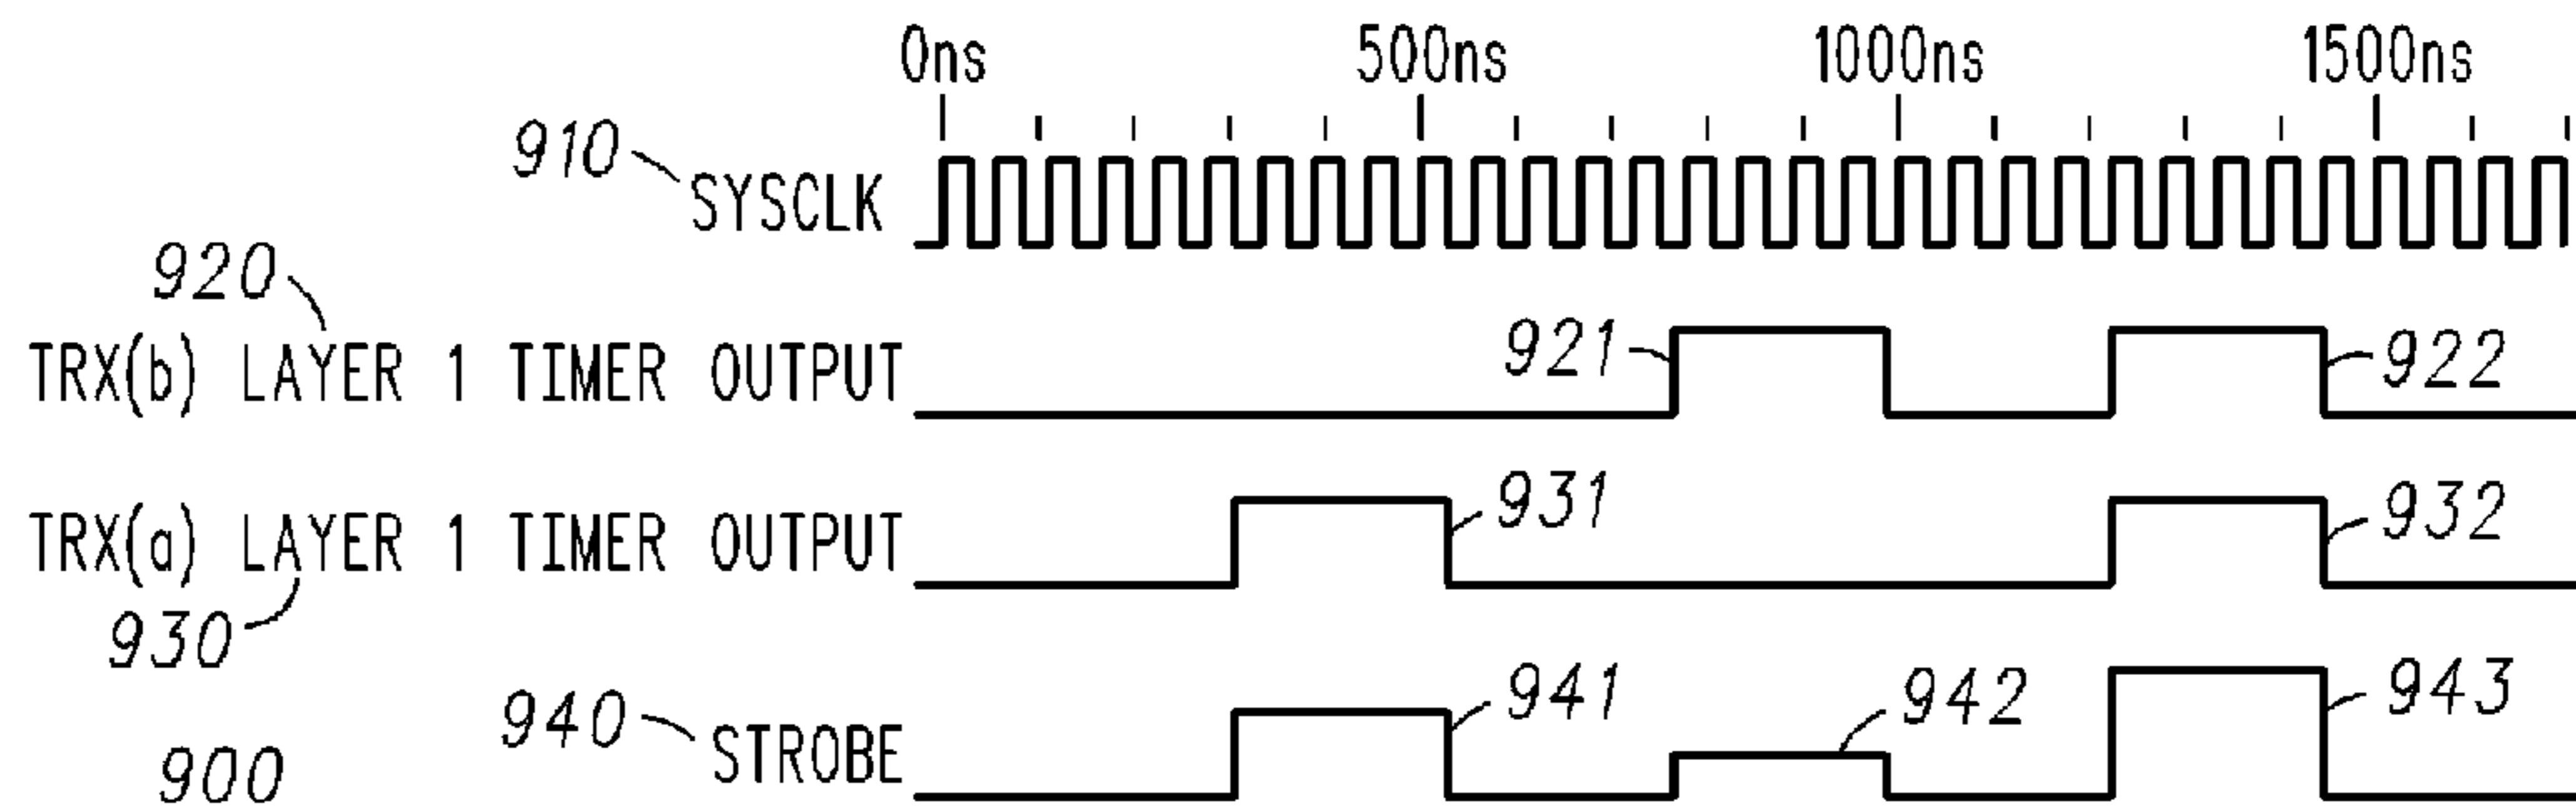 0ns 500ns 1000ns 1500ns
910
SYSCLK
920
TRX(b) LAYER 1 TIMER OUTPUT
921
922
TRX(a) LAYER 1 TIMER OUTPUT
931
932
930
940
STROBE
941
942
943
900